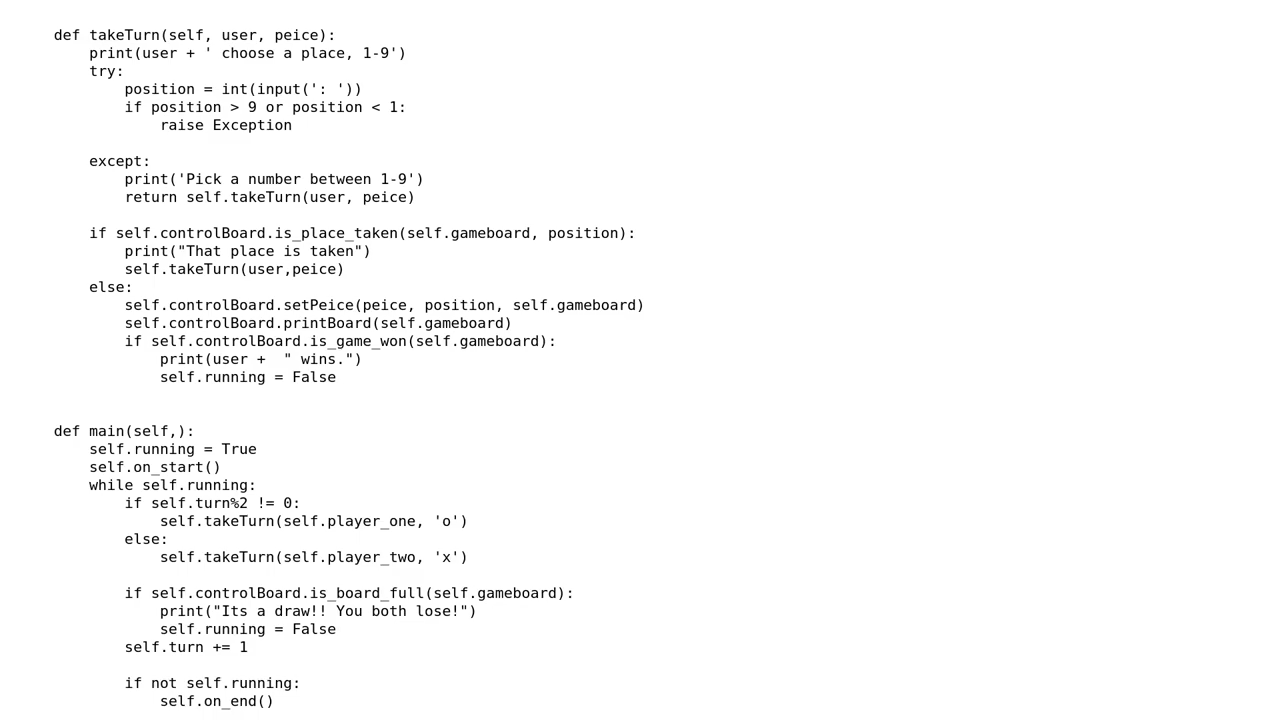 def takeTurn(self, user, peice):
    print(user + ' choose a place, 1-9')
    try:
        position = int(input(': '))
        if position > 9 or position < 1:
            raise Exception

    except:
        print('Pick a number between 1-9')
        return self.takeTurn(user, peice)

    if self.controlBoard.is_place_taken(self.gameboard, position):
        print("That place is taken")
        self.takeTurn(user,peice)
    else:
        self.controlBoard.setPeice(peice, position, self.gameboard)
        self.controlBoard.printBoard(self.gameboard)
        if self.controlBoard.is_game_won(self.gameboard):
            print(user +  " wins.")
            self.running = False


def main(self,):
    self.running = True
    self.on_start()
    while self.running:
        if self.turn%2 != 0:
            self.takeTurn(self.player_one, 'o')
        else:
            self.takeTurn(self.player_two, 'x')

        if self.controlBoard.is_board_full(self.gameboard):
            print("Its a draw!! You both lose!")
            self.running = False
        self.turn += 1

        if not self.running:
            self.on_end()